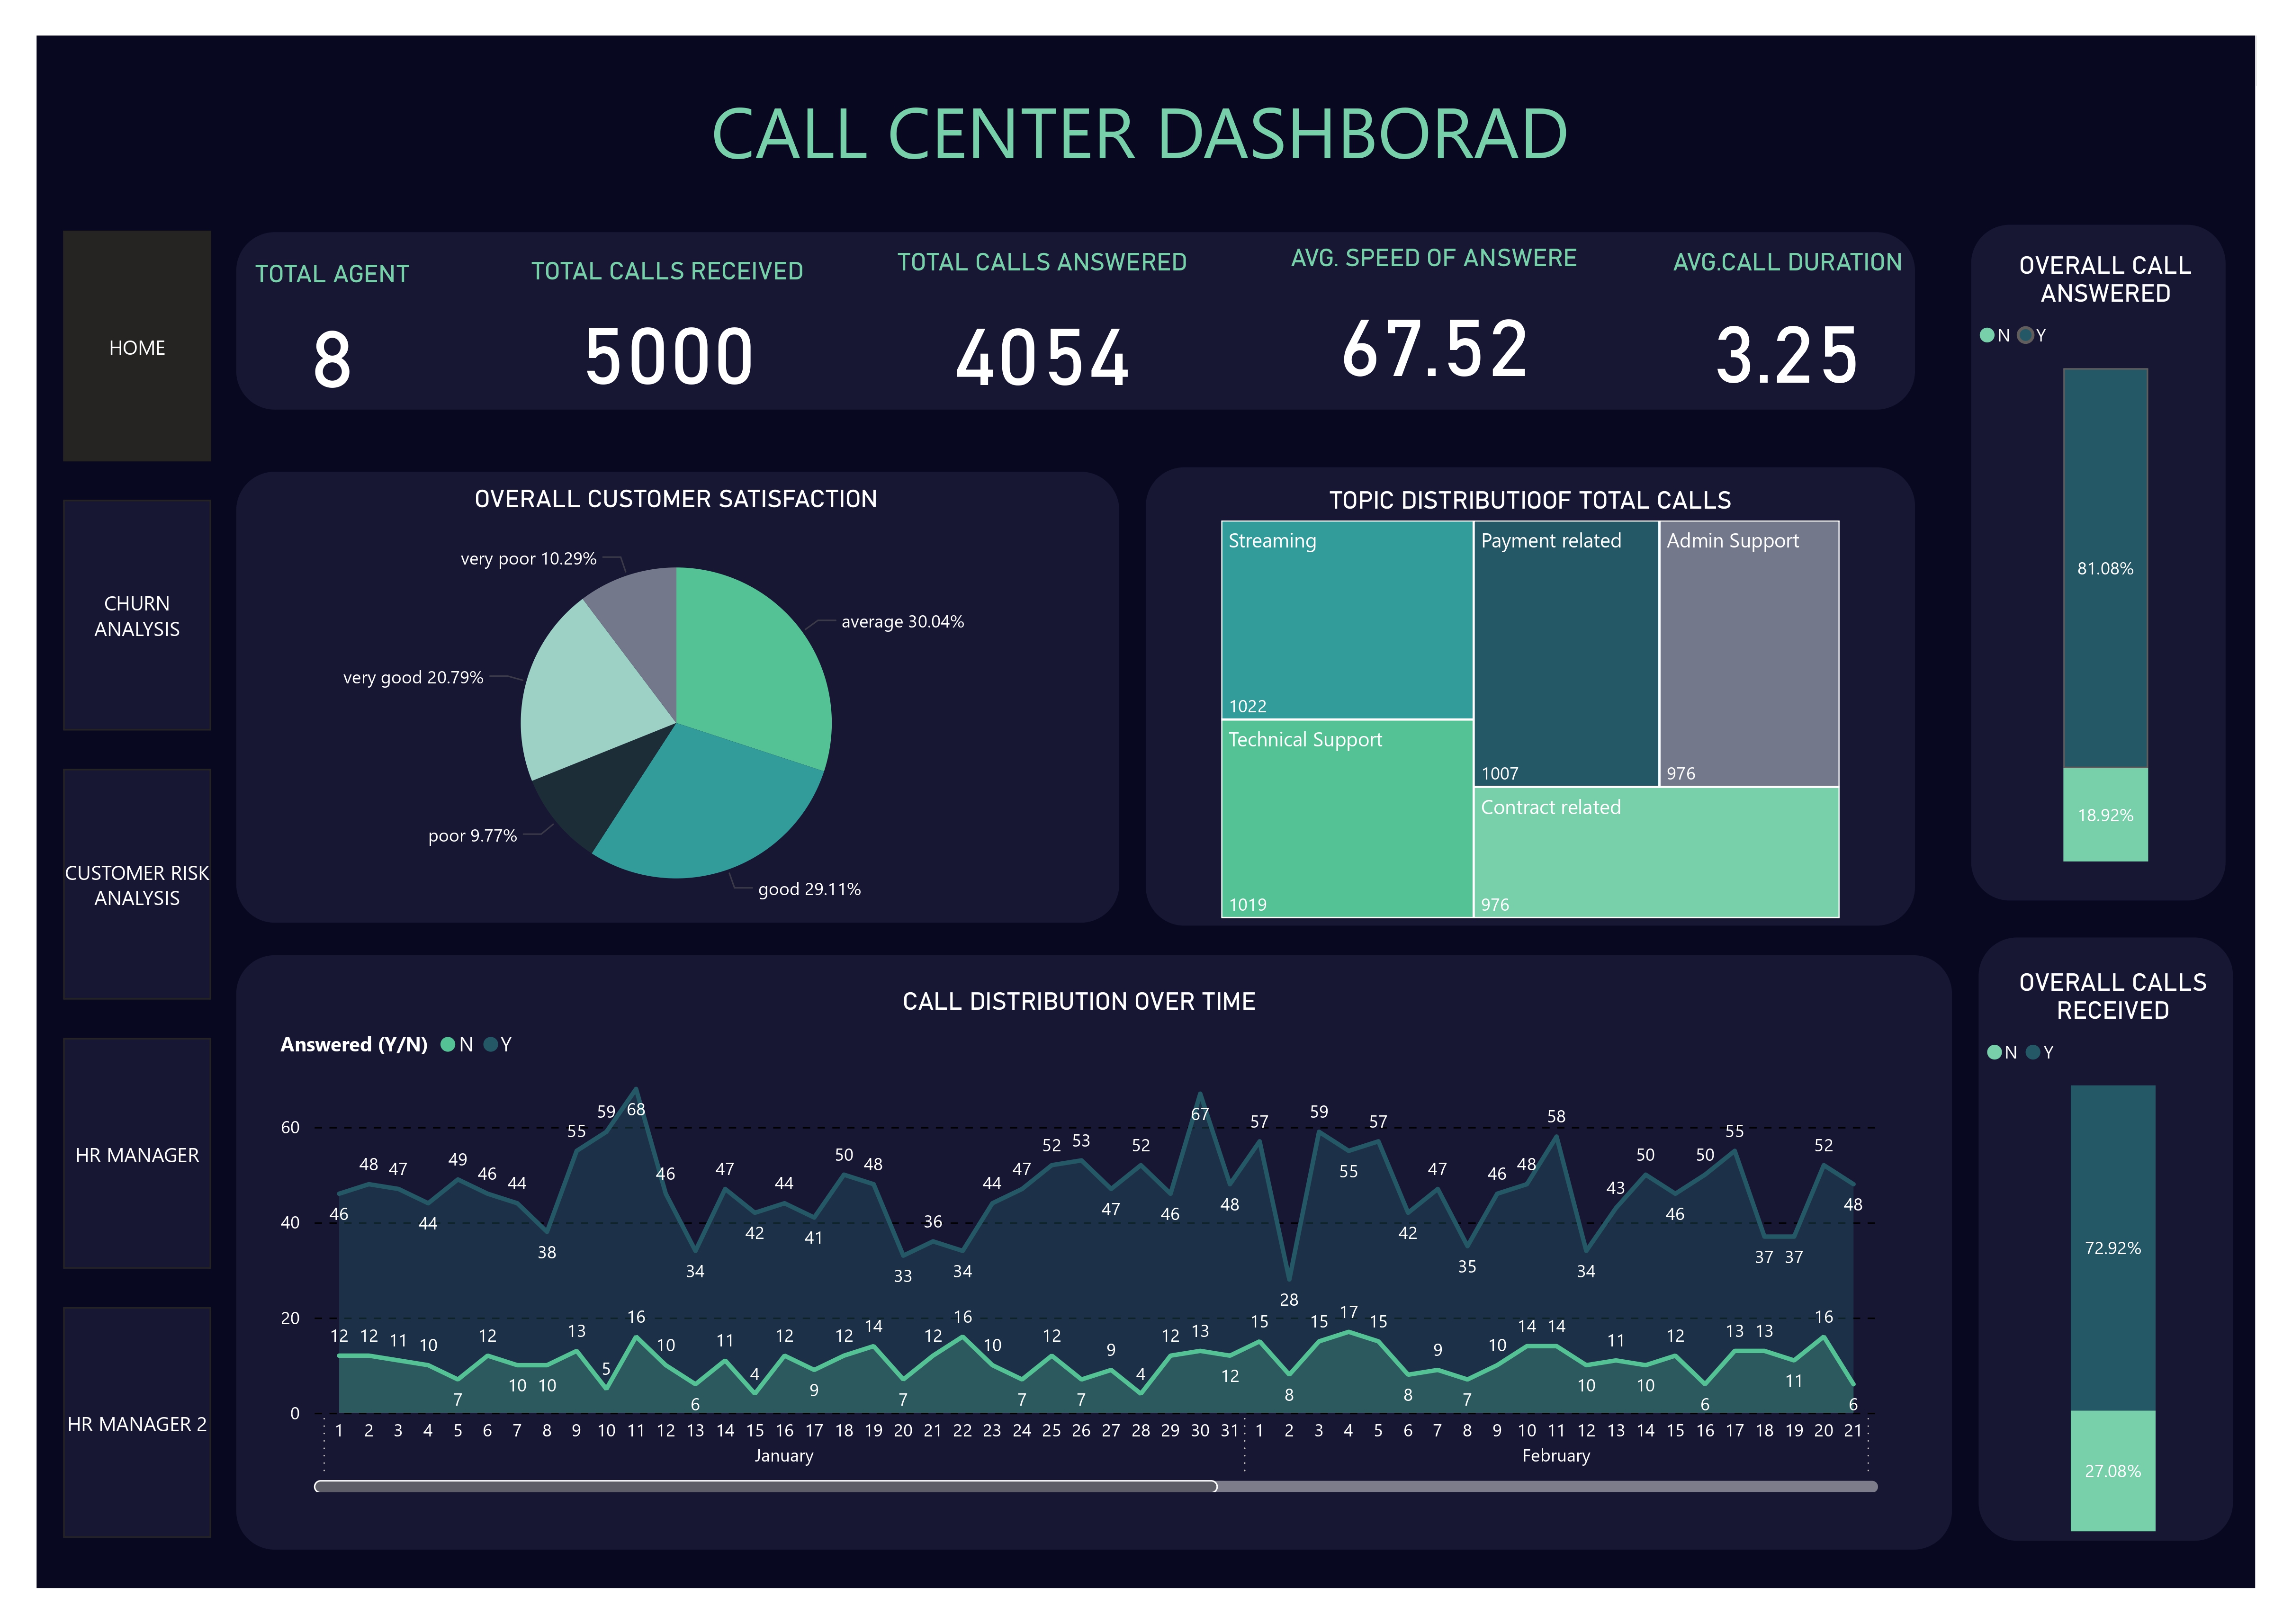 CALL CENTER DASHBORAD
HOME
CHURN
ANALYSIS
CUSTOMER RISK
ANALYSIS
HR MANAGER
HR MANAGER 2
TOTAL AGENT
8
TOTAL CALLS RECEIVED
5000
TOTAL CALLS ANSWERED
4054
AVG. SPEED OF ANSWERE
67.52
AVG.CALL DURATION
3.25
OVERALL CALL
ANSWERED
N Y
81.08%
18.92%
OVERALL CUSTOMER SATISFACTION
very poor 10.29%
average 30.04%
very good 20.79%
poor 9.77%
good 29.11%
TOPIC DISTRIBUTIOOF TOTAL CALLS
Streaming
1022
Payment related
1007
Admin Support
976
Technical Support
1019
Contract related
976
CALL DISTRIBUTION OVER TIME
Answered (Y/N) N Y
60
40
20
0
46 48 47 44 49 46 44 38 55 59 68 46 34 47 42 44 41 50 48 33 36 34 44 47 52 53 47 52 46 67 48 57 28 59 55 57 42 47 35 46 48 58 34 43 50 46 50 55 37 37 52 48
12 12 11 10 7 12 10 10 13 5 16 10 6 11 4 12 9 12 14 7 12 16 10 7 12 7 9 4 12 13 12 15 8 15 17 15 8 9 7 10 14 14 10 11 10 12 6 13 13 11 16 6
1 2 3 4 5 6 7 8 9 10 11 12 13 14 15 16 17 18 19 20 21 22 23 24 25 26 27 28 29 30 31 1 2 3 4 5 6 7 8 9 10 11 12 13 14 15 16 17 18 19 20 21
January February
OVERALL CALLS
RECEIVED
N Y
72.92%
27.08%